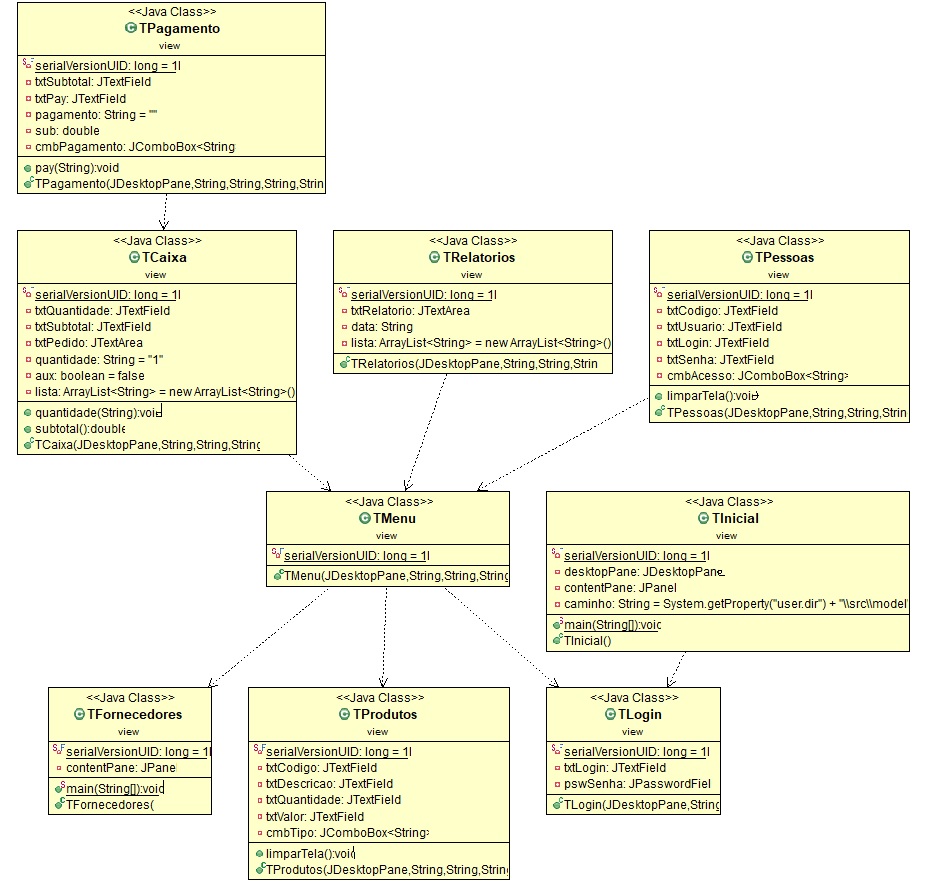 <<Java Class>>
TPagamento
view
serialVersionUID: long = 1l
txtSubtotal: JTextField
txtPay: JTextField
pagamento: String = ""
sub: double
cmbPagamento: JComboBox<String
pay(String):void
TPagamento(JDesktopPane,String,String,String,Strin
<<Java Class>>
TCaixa
view
serialVersionUID: long = 1l
txtQuantidade: JTextField
txtSubtotal: JTextField
txtPedido: JTextArea
quantidade: String = "1"
aux: boolean = false
lista: ArrayList<String> = new ArrayList<String>()
quantidade(String):void
subtotal():double
TCaixa(JDesktopPane,String,String,String
<<Java Class>>
TRelatorios
view
serialVersionUID: long = 1l
txtRelatorio: JTextArea
data: String
lista: ArrayList<String> = new ArrayList<String>()
TRelatorios(JDesktopPane,String,String,Strin
<<Java Class>>
TPessoas
view
serialVersionUID: long = 1l
txtCodigo: JTextField
txtUsuario: JTextField
txtLogin: JTextField
txtSenha: JTextField
cmbAcesso: JComboBox<String>
limparTela():void
TPessoas(JDesktopPane,String,String,Strin
<<Java Class>>
TMenu
view
serialVersionUID: long = 1l
TMenu(JDesktopPane,String,String,String
<<Java Class>>
TInicial
view
serialVersionUID: long = 1l
desktopPane: JDesktopPane
contentPane: JPanel
caminho: String = System.getProperty("user.dir") + "\\src\\model'
main(String[]):void
TInicial()
<<Java Class>>
TFornecedores
view
serialVersionUID: long = 1l
contentPane: JPanel
main(String[]):void
TFornecedores(
<<Java Class>>
TProdutos
view
serialVersionUID: long = 1l
txtCodigo: JTextField
txtDescricao: JTextField
txtQuantidade: JTextField
txtValor: JTextField
cmbTipo: JComboBox<String>
limparTela():void
TProdutos(JDesktopPane,String,String,String
<<Java Class>>
TLogin
view
serialVersionUID: long = 1l
txtLogin: JTextField
pswSenha: JPasswordFiel
TLogin(JDesktopPane,String